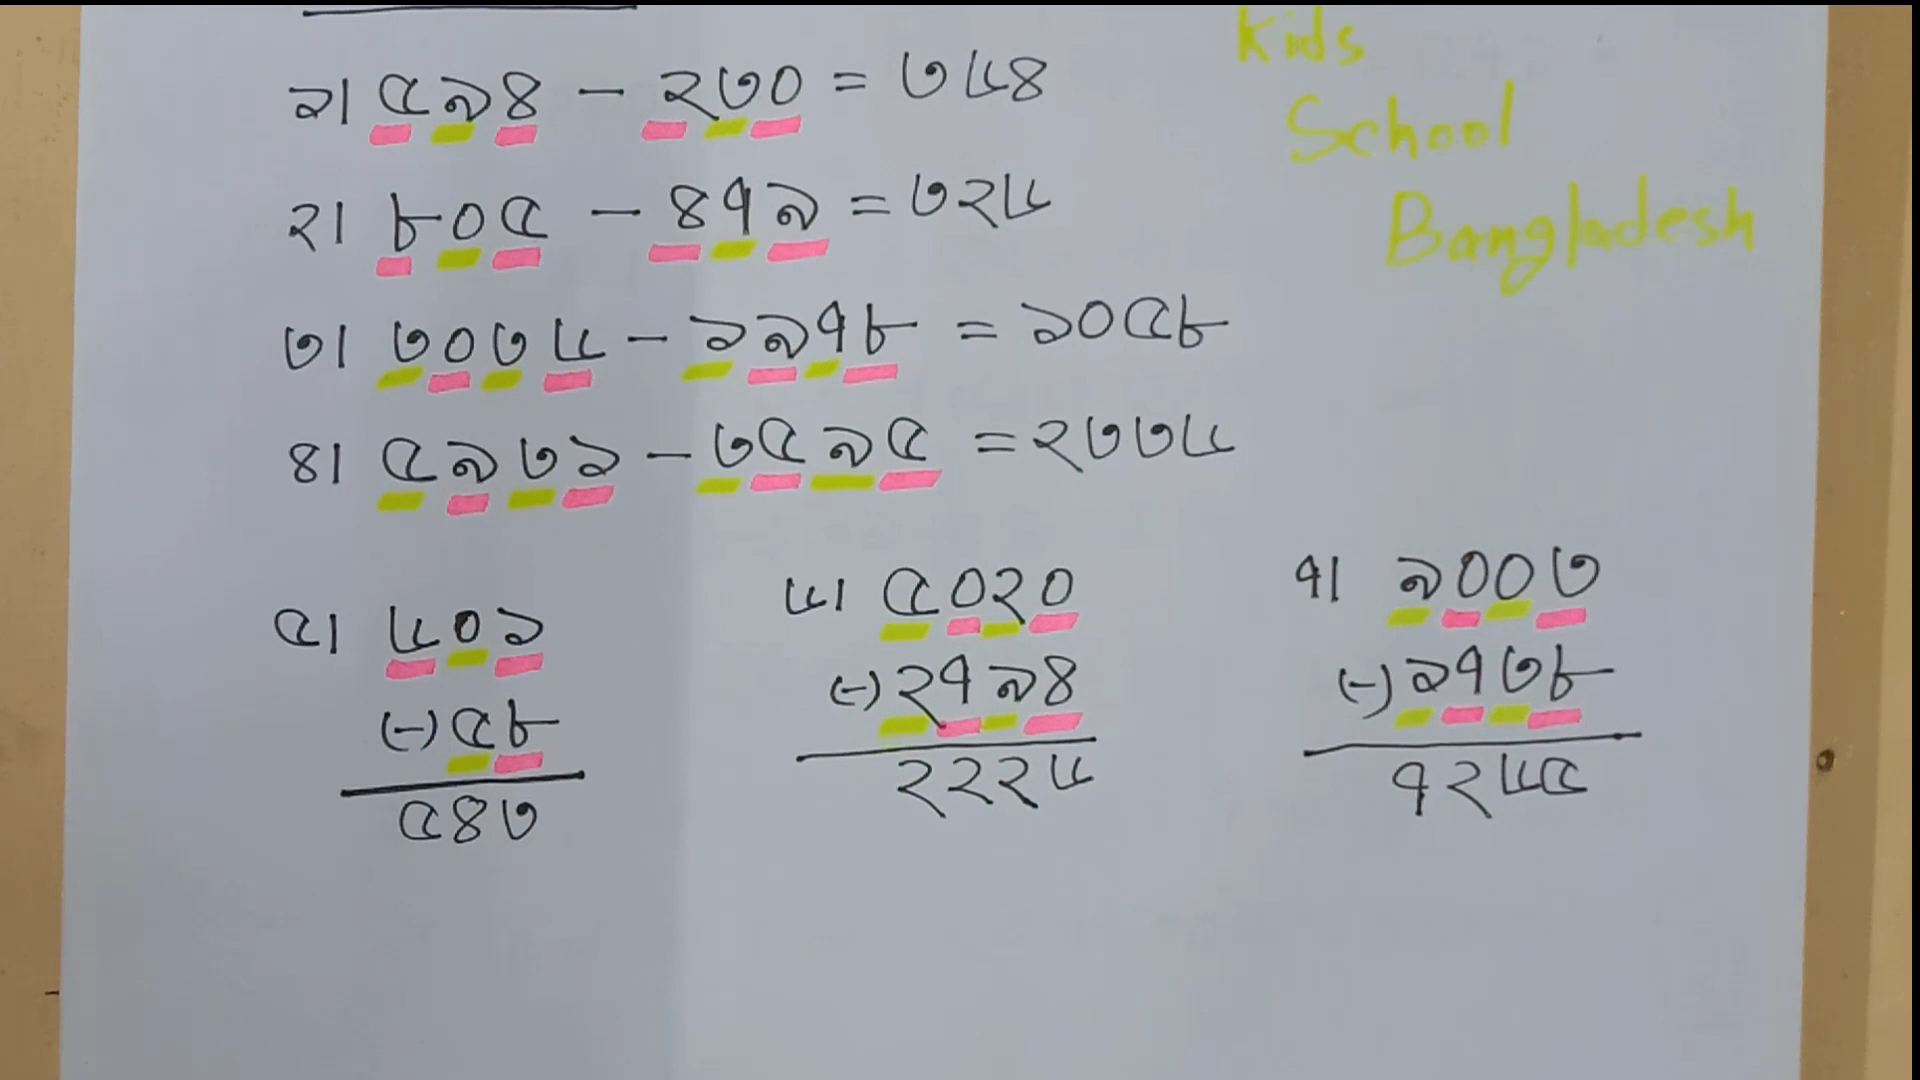 Kids
School
Bangladesh
১। ৫৯৪ - ২৩০ = ৩৬৪
২। ৮০৫ - ৪৭৯ = ৩২৬
৩। ৩০৩৬ - ১৯৭৮ = ১০৫৮
৪। ৫৯৩১ - ৩৫৯৫ = ২৩৩৬
৫। ৬০১
(-) ৫৮
৫৪৩
৬। ৫০২০
(-) ২৭৯৪
২২২৬
৭। ৯০০৩
(-) ১৭৩৮
৭২৬৫